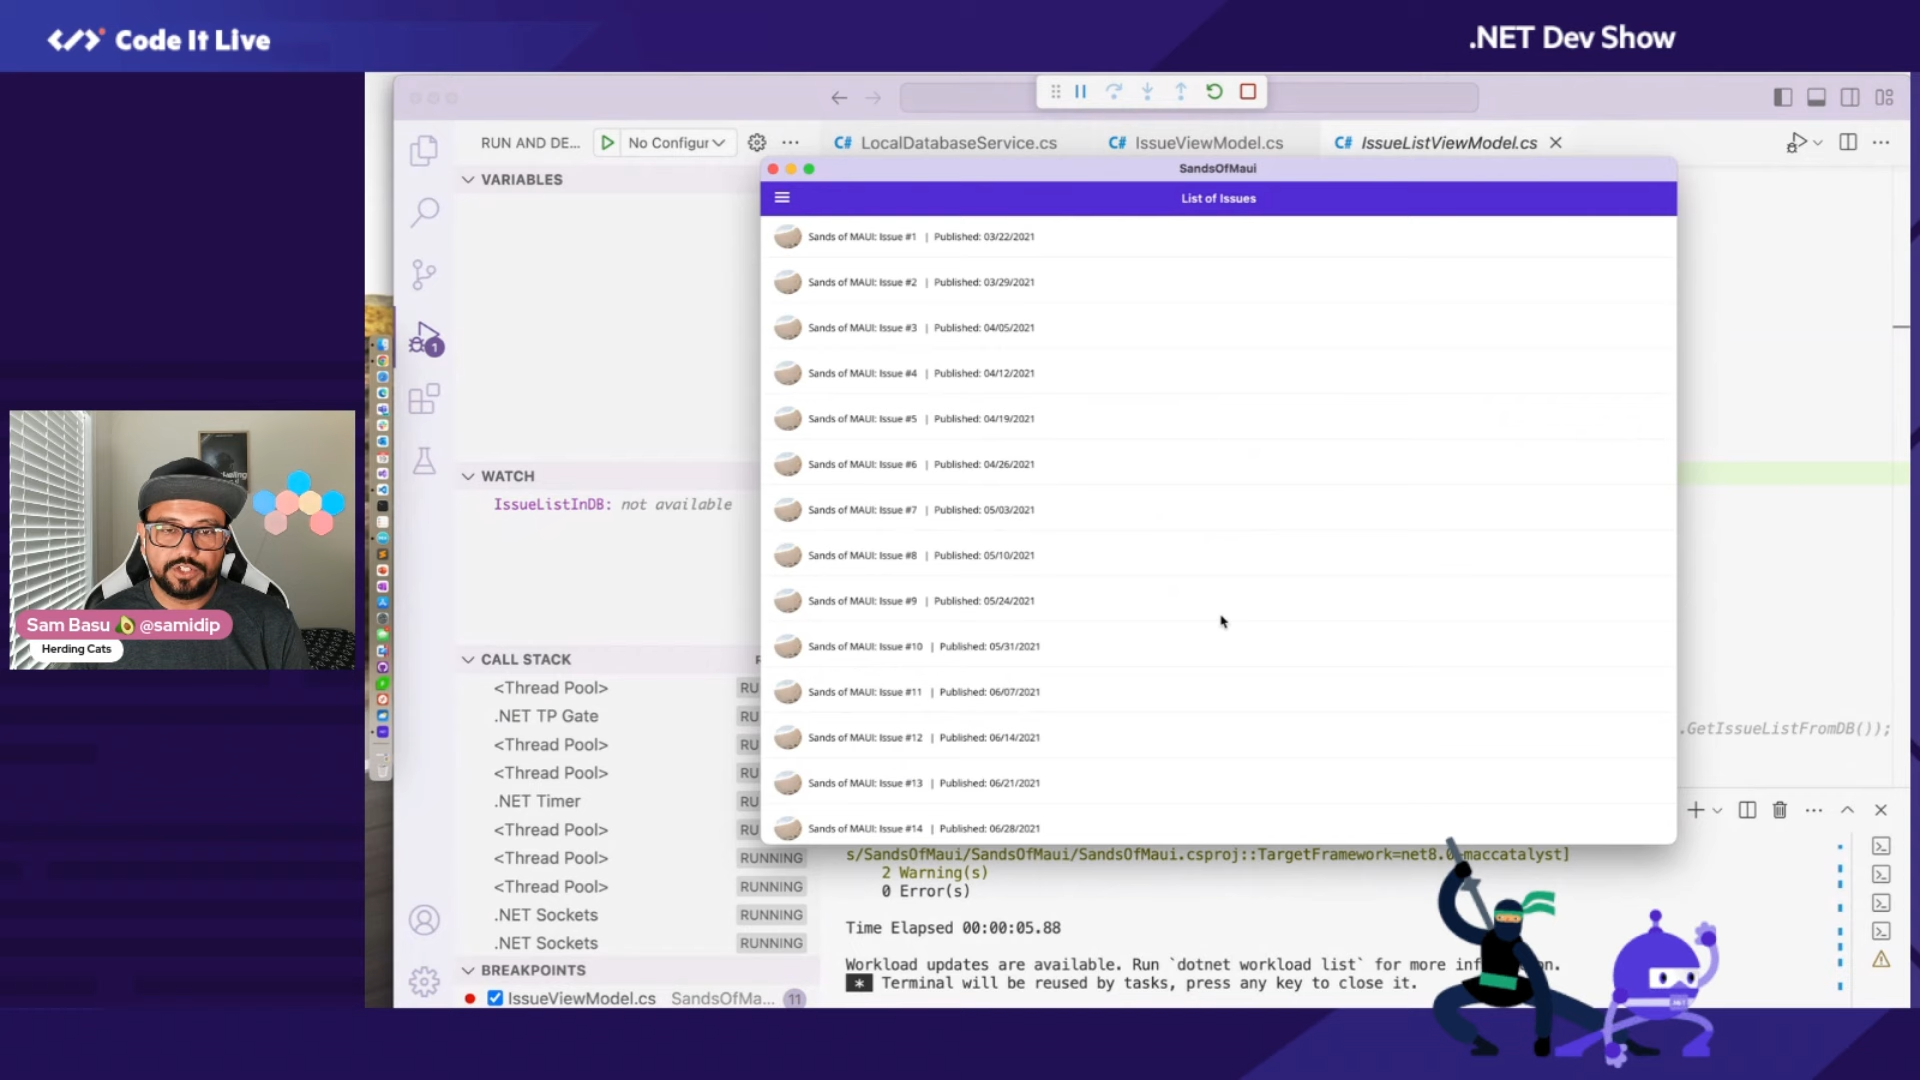 Code It Live
.NET Dev Show
RUN AND DE...
No Configur
C# LocalDatabaseService.cs
C# IssueViewModel.cs
C# IssueListViewModel.cs
VARIABLES
SandsOfMaui
List of Issues
Sands of MAUI: Issue #1 | Published: 03/22/2021
Sands of MAUI: Issue #2 | Published: 03/29/2021
Sands of MAUI: Issue #3 | Published: 04/05/2021
Sands of MAUI: Issue #4 | Published: 04/12/2021
Sands of MAUI: Issue #5 | Published: 04/19/2021
Sands of MAUI: Issue #6 | Published: 04/26/2021
Sands of MAUI: Issue #7 | Published: 05/03/2021
Sands of MAUI: Issue #8 | Published: 05/10/2021
Sands of MAUI: Issue #9 | Published: 05/24/2021
Sands of MAUI: Issue #10 | Published: 05/31/2021
Sands of MAUI: Issue #11 | Published: 06/07/2021
Sands of MAUI: Issue #12 | Published: 06/14/2021
Sands of MAUI: Issue #13 | Published: 06/21/2021
Sands of MAUI: Issue #14 | Published: 06/28/2021
1
WATCH
IssueListInDB: not available
Sam Basu 🥑 @samidip
Herding Cats
CALL STACK
<Thread Pool> RU
.NET TP Gate RU
<Thread Pool> RU
<Thread Pool> RU
.NET Timer RU
<Thread Pool> RU
<Thread Pool> RUNNING
<Thread Pool> RUNNING
.NET Sockets RUNNING
.NET Sockets RUNNING
BREAKPOINTS
IssueViewModel.cs SandsOfMa... 11
.GetIssueListFromDB());
s/SandsOfMaui/SandsOfMaui/SandsOfMaui.csproj::TargetFramework=net8.0-maccatalyst]
2 Warning(s)
0 Error(s)
Time Elapsed 00:00:05.88
Workload updates are available. Run `dotnet workload list` for more information.
* Terminal will be reused by tasks, press any key to close it.